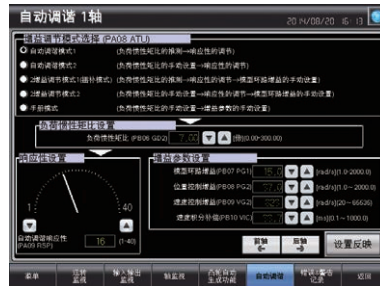 自动调谐 1轴
2014/08/20 16:13
增益调节模式选择 (PA08 ATU)
自动调谐模式1 (负荷惯性矩比的推测→响应性的调节)
自动调谐模式2 (负荷惯性矩比的手动设置→响应性的调节)
2增益调节模式1(插补模式) (负荷惯性矩比的推测→响应性的调节→模型环路增益的手动设置)
2增益调节模式2 (负荷惯性矩比的手动设置→响应性的调节→模型环路增益的手动设置)
手册模式 (负荷惯性矩比的手动设置→增益参数的手动设置)
负荷惯性矩比设置
负荷惯性矩比 (PB06 GD2) 7.00 ▼ ▲ [倍](0.00-300.00)
响应性设置
1 40
▼ ▲
自动调谐响应性
(PA09 RSP) 16 (1-40)
增益参数设置
模型环路增益(PB07 PG1) 15.0 ▼ ▲ [rad/s](1.0-2000.0)
位置控制增益(PB08 PG2) ▼ ▲ [rad/s](1.0~2000.0)
速度控制增益(PB09 VG2) ▼ ▲ [rad/s](20~65535)
速度积分补偿(PB10 VIC) ▼ ▲ [ms](0.1~1000.0)
前轴 后轴 设置反映
菜单 运转监视 输入输出监视 轴监视 凸轮自动生成功能 自动调谐 错误·警告记录 返回